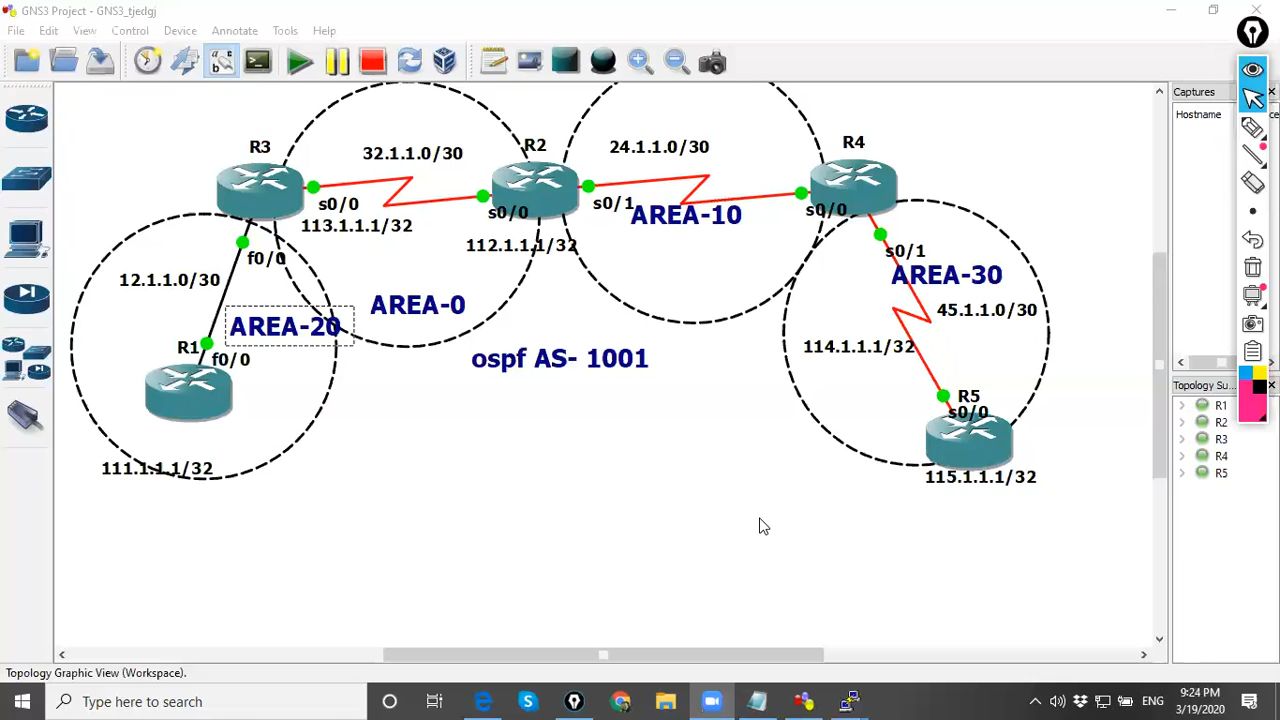 GNS3 Project - GNS3_tjedgj
File Edit View Control Device Annotate Tools Help
Captures
Hostname
R3
32.1.1.0/30
R2
24.1.1.0/30
R4
s0/0
s0/0
s0/1
s0/0
113.1.1.1/32
112.1.1.1/32
AREA-10
f0/0
s0/1
12.1.1.0/30
AREA-30
AREA-0
45.1.1.0/30
AREA-20
R1
f0/0
ospf AS- 1001
114.1.1.1/32
R5
s0/0
111.1.1.1/32
115.1.1.1/32
Topology Su...
R1
R2
R3
R4
R5
Topology Graphic View (Workspace).
Type here to search
ENG
9:24 PM
3/19/2020